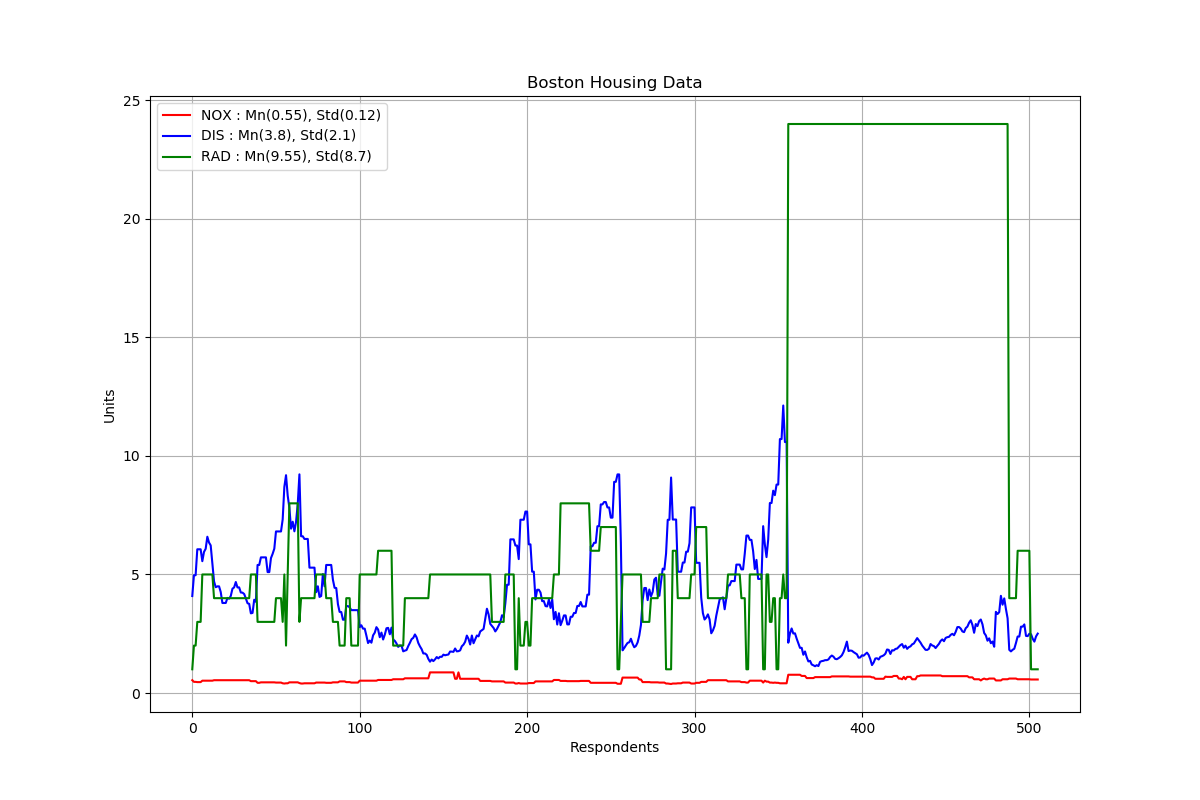 Boston Housing Data
NOX : Mn(0.55), Std(0.12)
DIS : Mn(3.8), Std(2.1)
RAD : Mn(9.55), Std(8.7)
25
20
15
10
5
0
Units
0 100 200 300 400 500
Respondents